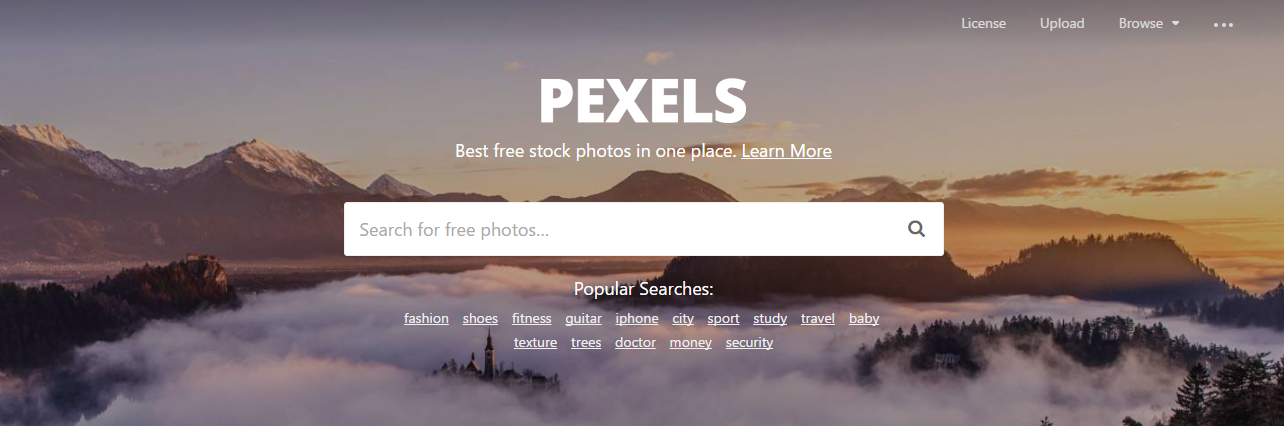 License Upload Browse
PEXELS
Best free stock photos in one place. Learn More
Search for free photos...
Popular Searches:
fashion shoes fitness guitar iphone city sport study travel baby
texture trees doctor money security